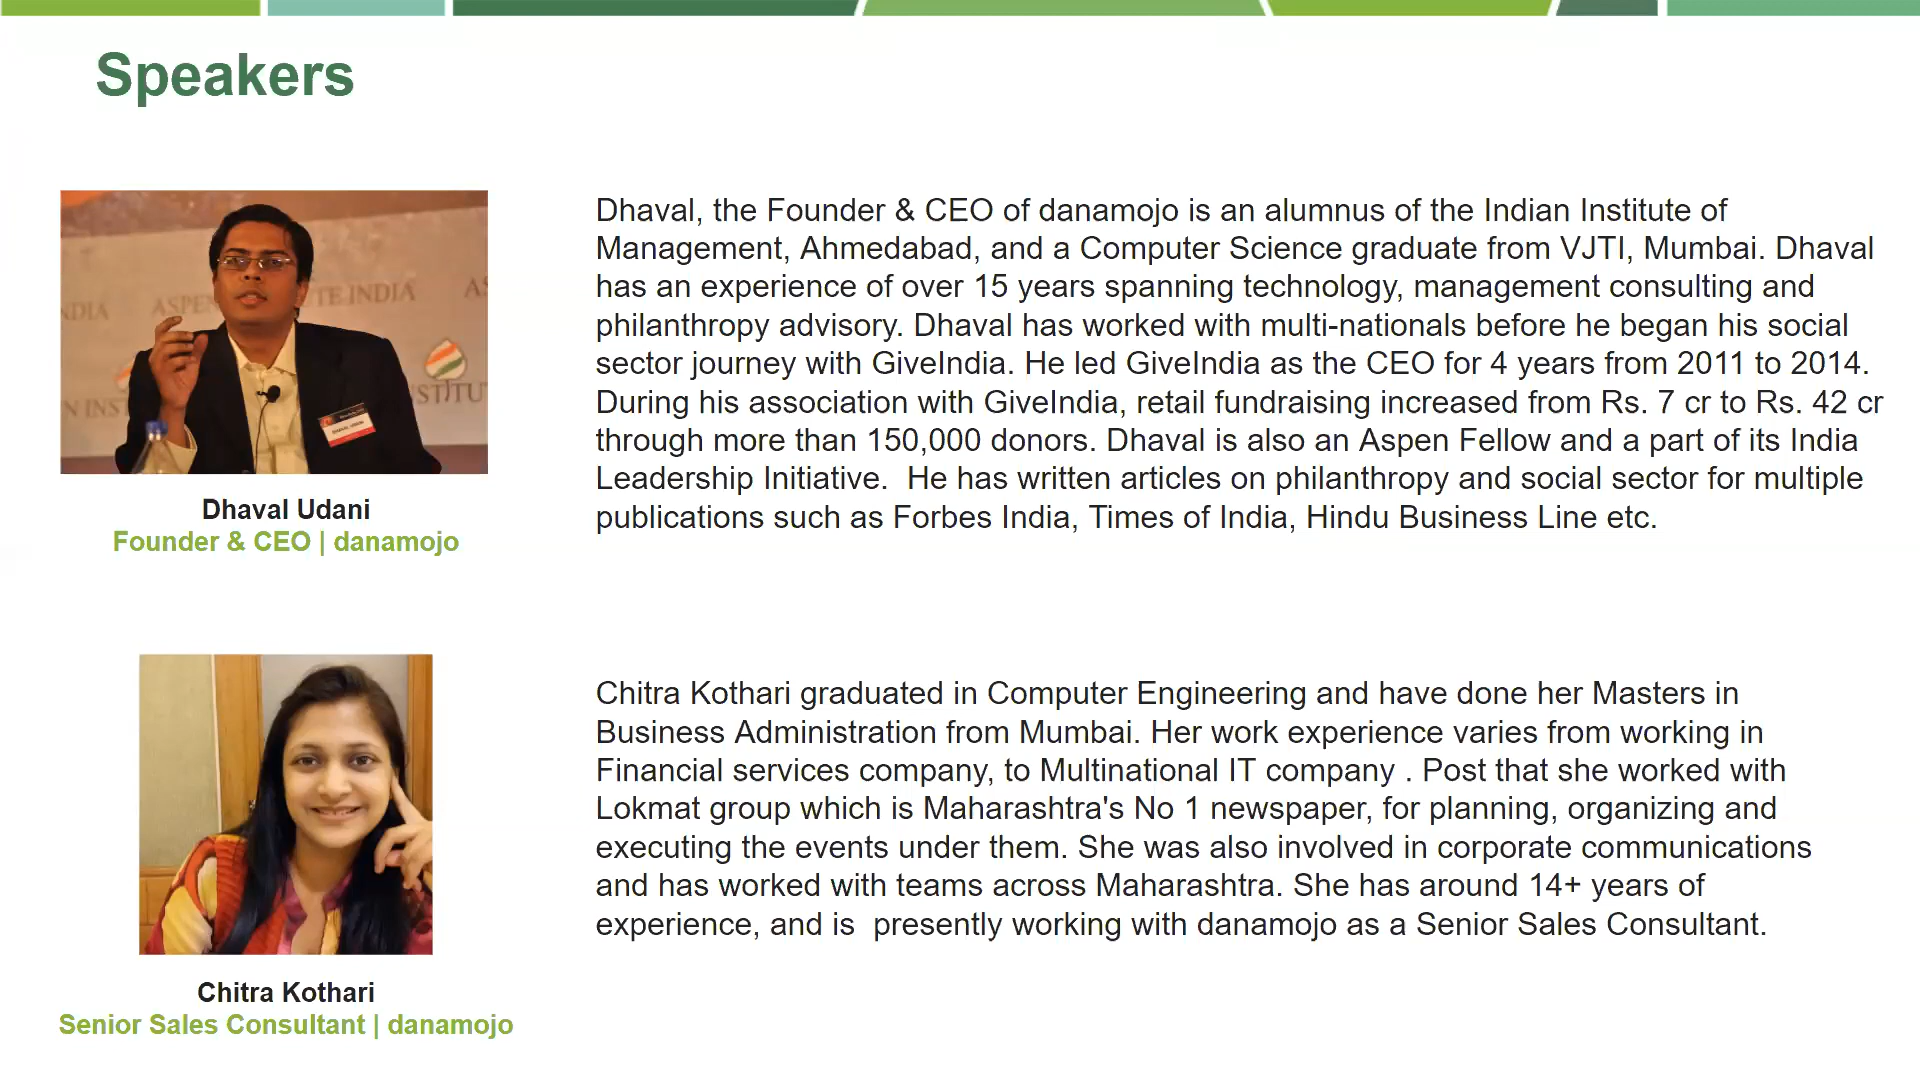 Speakers
NDIA ASPEN TE INDIA AS
N INST NSTITU
Dhaval, the Founder & CEO of danamojo is an alumnus of the Indian Institute of
Management, Ahmedabad, and a Computer Science graduate from VJTI, Mumbai. Dhaval
has an experience of over 15 years spanning technology, management consulting and
philanthropy advisory. Dhaval has worked with multi-nationals before he began his social
sector journey with GiveIndia. He led GiveIndia as the CEO for 4 years from 2011 to 2014.
During his association with GiveIndia, retail fundraising increased from Rs. 7 cr to Rs. 42 cr
through more than 150,000 donors. Dhaval is also an Aspen Fellow and a part of its India
Leadership Initiative.  He has written articles on philanthropy and social sector for multiple
publications such as Forbes India, Times of India, Hindu Business Line etc.
Dhaval Udani
Founder & CEO | danamojo
Chitra Kothari graduated in Computer Engineering and have done her Masters in
Business Administration from Mumbai. Her work experience varies from working in
Financial services company, to Multinational IT company . Post that she worked with
Lokmat group which is Maharashtra's No 1 newspaper, for planning, organizing and
executing the events under them. She was also involved in corporate communications
and has worked with teams across Maharashtra. She has around 14+ years of
experience, and is  presently working with danamojo as a Senior Sales Consultant.
Chitra Kothari
Senior Sales Consultant | danamojo